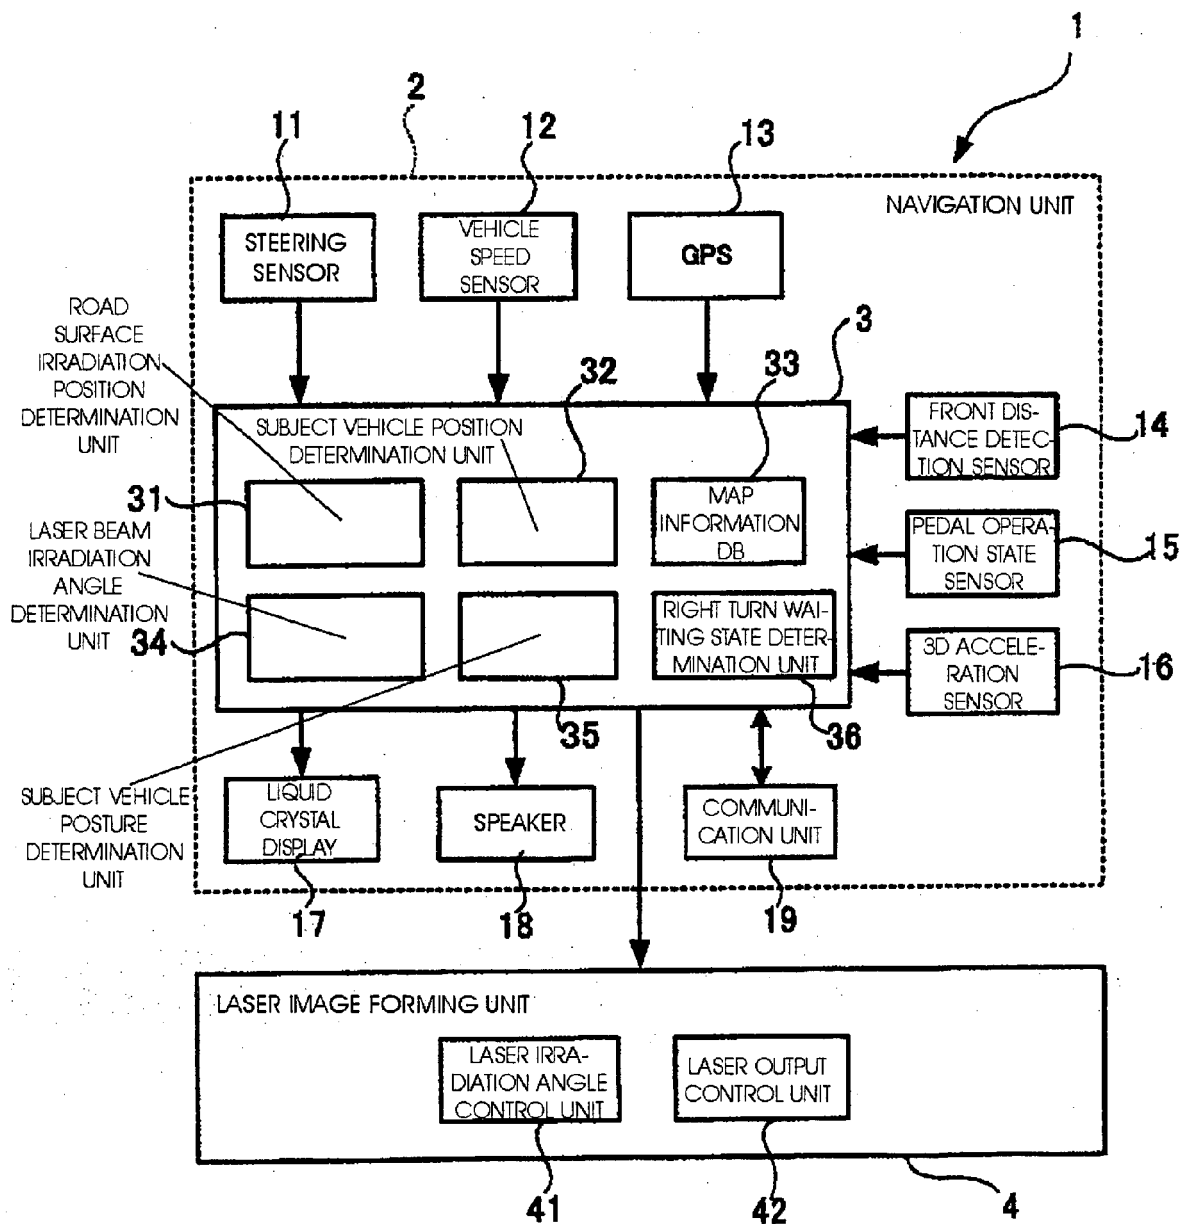 1
2
11
12
13
NAVIGATION UNIT
STEERING
SENSOR
VEHICLE
SPEED
SENSOR
GPS
ROAD
SURFACE
IRRADIATION
POSITION
DETERMINATION
UNIT
3
32
33
SUBJECT VEHICLE POSITION
DETERMINATION UNIT
FRONT DIS-
TANCE DETEC-
TION SENSOR
14
31
MAP
INFORMATION
DB
PEDAL OPERA-
TION STATE
SENSOR
15
LASER BEAM
IRRADIATION
ANGLE
DETERMINATION
UNIT
34
RIGHT TURN WAI-
TING STATE DETER-
MINATION UNIT
3D ACCELE-
RATION
SENSOR
16
35
36
SUBJECT VEHICLE
POSTURE
DETERMINATION
UNIT
LIQUID
CRYSTAL
DISPLAY
SPEAKER
COMMUNI-
CATION UNIT
17
18
19
LASER IMAGE FORMING UNIT
LASER IRRA-
DIATION ANGLE
CONTROL UNIT
LASER OUTPUT
CONTROL UNIT
41
42
4